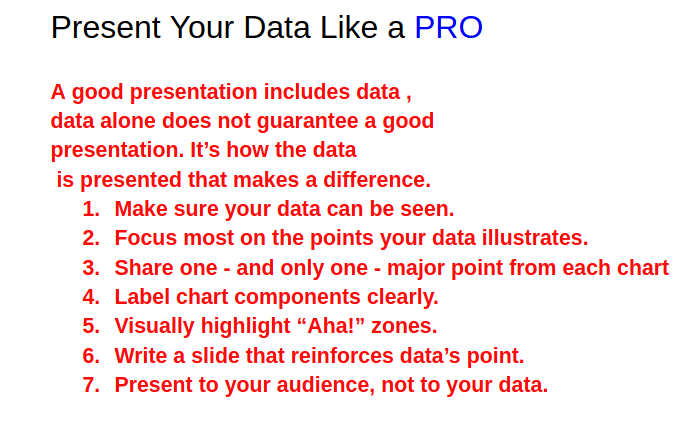 Present Your Data Like a PRO
A good presentation includes data ,
data alone does not guarantee a good
presentation. It’s how the data
is presented that makes a difference.
1. Make sure your data can be seen.
2. Focus most on the points your data illustrates.
3. Share one - and only one - major point from each chart
4. Label chart components clearly.
5. Visually highlight “Aha!” zones.
6. Write a slide that reinforces data’s point.
7. Present to your audience, not to your data.